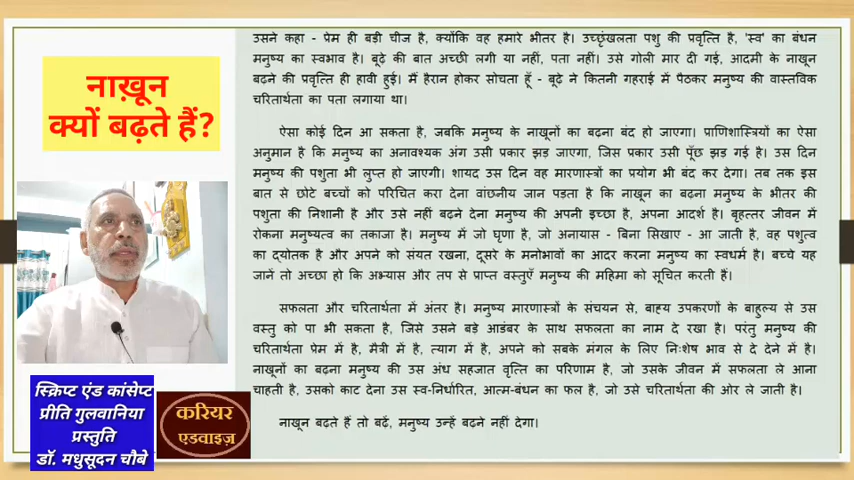 नाख़ून
क्यों बढ़ते हैं?
उसने कहा - प्रेम ही बड़ी चीज है, क्योंकि वह हमारे भीतर है। उच्छृंखलता पशु की प्रवृत्ति है, 'स्व' का बंधन
मनुष्य का स्वभाव है। बूढ़े की बात अच्छी लगी या नहीं, पता नहीं। उसे गोली मार दी गई, आदमी के नाखून
बढने की प्रवृत्ति ही हावी हुई। मैं हैरान होकर सोचता हूँ - बूढ़े ने कितनी गहराई में पैठकर मनुष्य की वास्तविक
चरितार्थता का पता लगाया था।
ऐसा कोई दिन आ सकता है, जबकि मनुष्य के नाखूनों का बढना बंद हो जाएगा। प्राणिशास्त्रियों का ऐसा
अनुमान है कि मनुष्य का अनावश्यक अंग उसी प्रकार झड़ जाएगा, जिस प्रकार उसी पूँछ झड़ गई है। उस दिन
मनुष्य की पशुता भी लुप्त हो जाएगी। शायद उस दिन वह मारणास्त्रों का प्रयोग भी बंद कर देगा। तब तक इस
बात से छोटे बच्चों को परिचित करा देना वांछनीय जान पड़ता है कि नाखून का बढना मनुष्य के भीतर की
पशुता की निशानी है और उसे नहीं बढने देना मनुष्य की अपनी इच्छा है, अपना आदर्श है। बृहत्तर जीवन में
रोकना मनुष्यत्व का तकाजा है। मनुष्य में जो घृणा है, जो अनायास - बिना सिखाए - आ जाती है, वह पशुत्व
का द्योतक है और अपने को संयत रखना, दूसरे के मनोभावों का आदर करना मनुष्य का स्वधर्म है। बच्चे यह
जानें तो अच्छा हो कि अभ्यास और तप से प्राप्त वस्तुएँ मनुष्य की महिमा को सूचित करती हैं।
सफलता और चरितार्थता में अंतर है। मनुष्य मारणास्त्रों के संचयन से, बाह्य उपकरणों के बाहुल्य से उस
वस्तु को पा भी सकता है, जिसे उसने बड़े आडंबर के साथ सफलता का नाम दे रखा है। परंतु मनुष्य की
चरितार्थता प्रेम में है, मैत्री में है, त्याग में है, अपने को सबके मंगल के लिए निःशेष भाव से दे देने में है।
नाखूनों का बढना मनुष्य की उस अंध सहजात वृत्ति का परिणाम है, जो उसके जीवन में सफलता ले आना
चाहती है, उसको काट देना उस स्व-निर्धारित, आत्म-बंधन का फल है, जो उसे चरितार्थता की ओर ले जाती है।
नाखून बढते हैं तो बढें, मनुष्य उन्हें बढने नहीं देगा।
स्क्रिप्ट एंड कांसेप्ट
प्रीति गुलवानिया
प्रस्तुति
डॉ. मधुसूदन चौबे
करियर
एडवाइज़